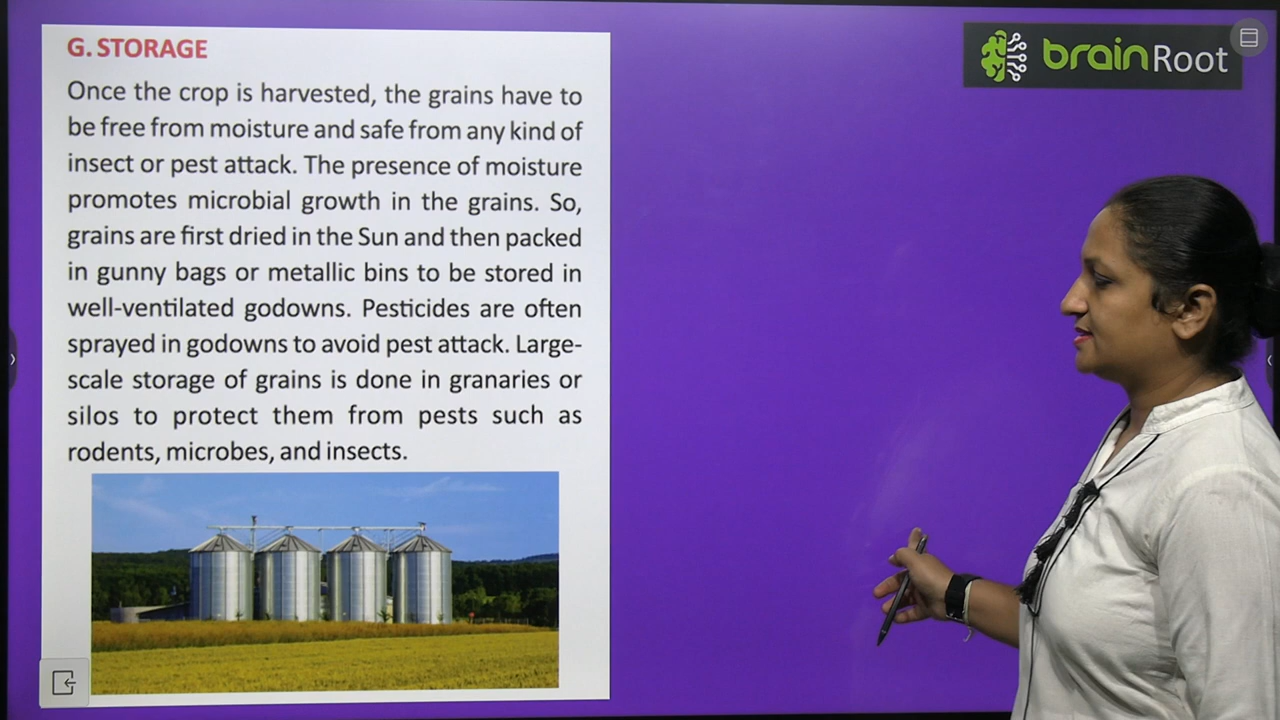 G. STORAGE
Once the crop is harvested, the grains have to
be free from moisture and safe from any kind of
insect or pest attack. The presence of moisture
promotes microbial growth in the grains. So,
grains are first dried in the Sun and then packed
in gunny bags or metallic bins to be stored in
well-ventilated godowns. Pesticides are often
sprayed in godowns to avoid pest attack. Large-
scale storage of grains is done in granaries or
silos to protect them from pests such as
rodents, microbes, and insects.
brainRoot